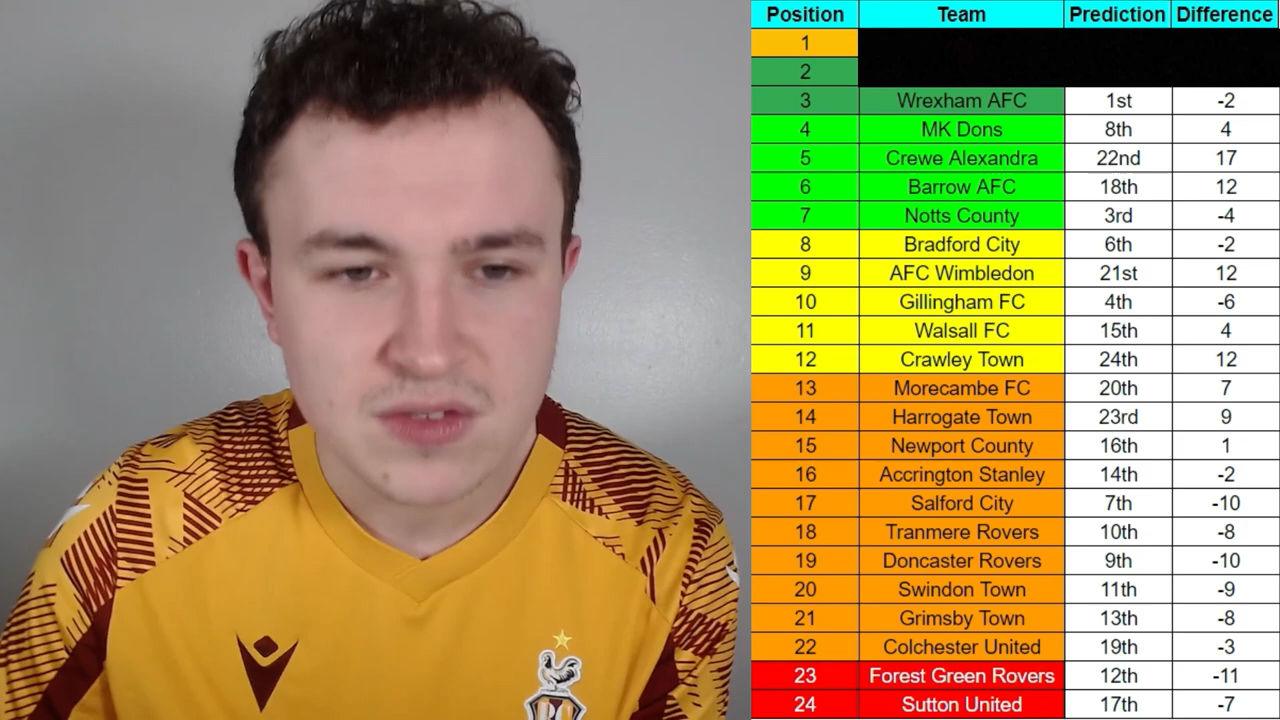 Position Team Prediction Difference
1
2
3 Wrexham AFC 1st -2
4 MK Dons 8th 4
5 Crewe Alexandra 22nd 17
6 Barrow AFC 18th 12
7 Notts County 3rd -4
8 Bradford City 6th -2
9 AFC Wimbledon 21st 12
10 Gillingham FC 4th -6
11 Walsall FC 15th 4
12 Crawley Town 24th 12
13 Morecambe FC 20th 7
14 Harrogate Town 23rd 9
15 Newport County 16th 1
16 Accrington Stanley 14th -2
17 Salford City 7th -10
18 Tranmere Rovers 10th -8
19 Doncaster Rovers 9th -10
20 Swindon Town 11th -9
21 Grimsby Town 13th -8
22 Colchester United 19th -3
23 Forest Green Rovers 12th -11
24 Sutton United 17th -7